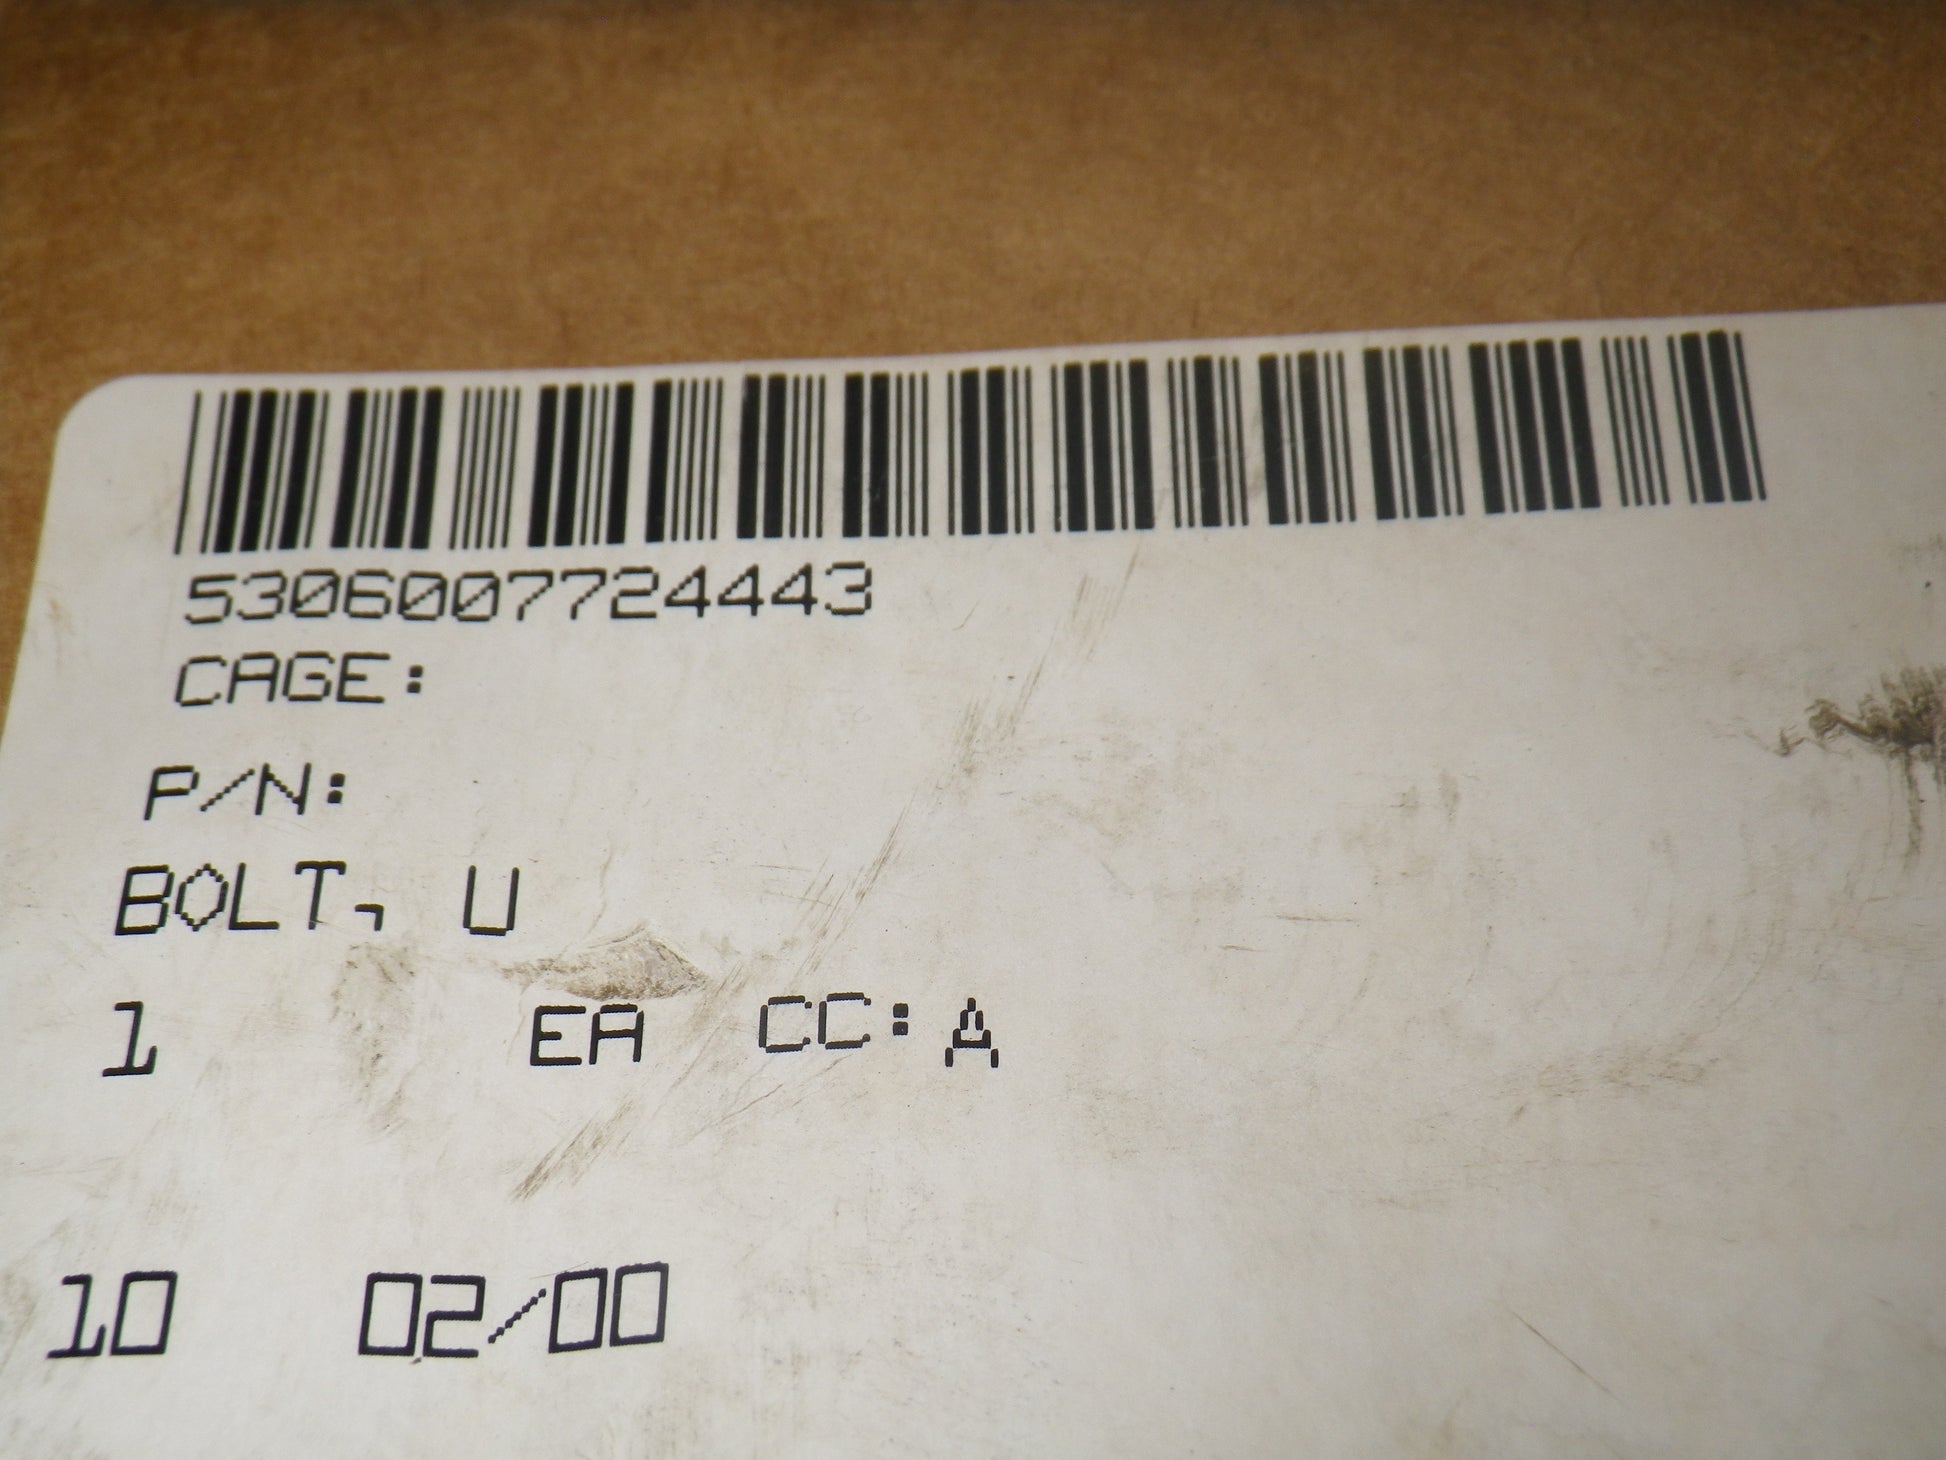 5306007724443
CAGE:
P/N:
BOLT, U
1 EA CC: A
10 02/00